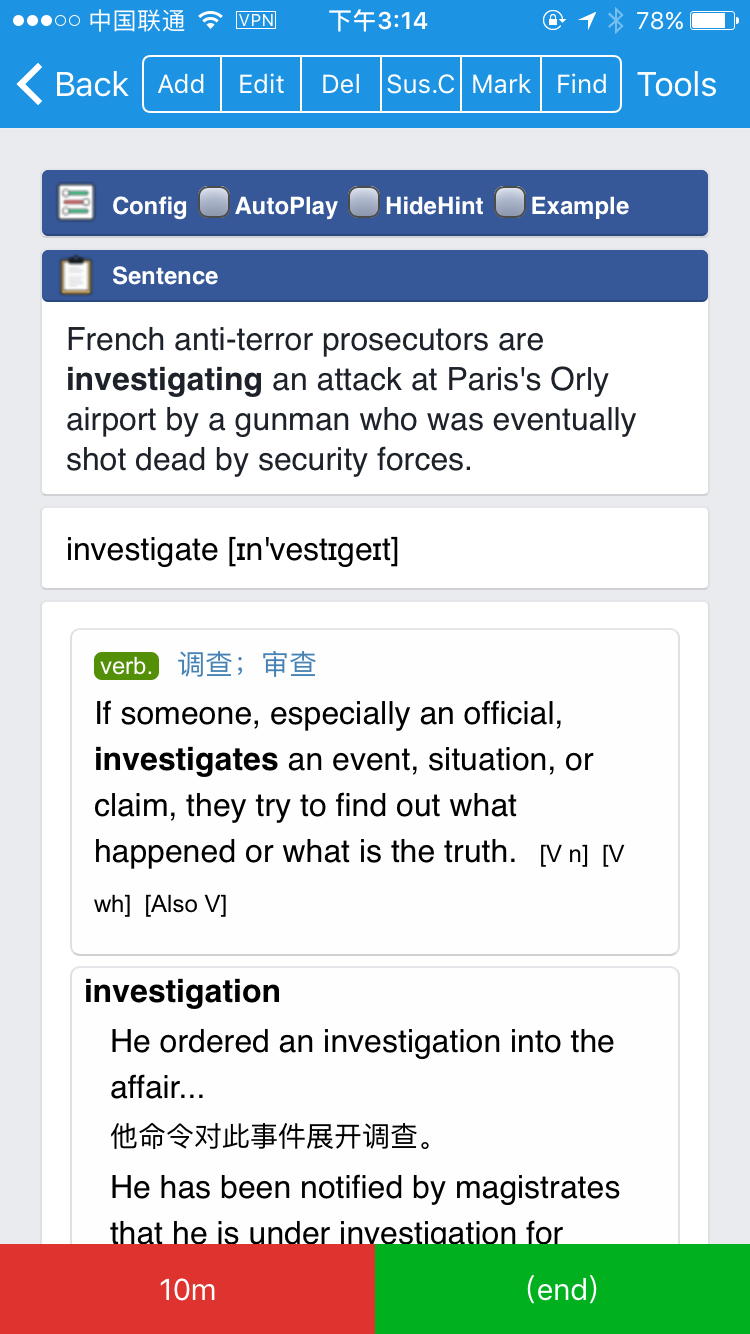 中国联通 VPN 下午3:14 78%
Back Add Edit Del Sus.C Mark Find Tools
Config AutoPlay HideHint Example
Sentence
French anti-terror prosecutors are
investigating an attack at Paris's Orly
airport by a gunman who was eventually
shot dead by security forces.
investigate [ɪn'vestɪgeɪt]
verb. 调查；审查
If someone, especially an official,
investigates an event, situation, or
claim, they try to find out what
happened or what is the truth. [V n] [V
wh] [Also V]
investigation
He ordered an investigation into the
affair...
他命令对此事件展开调查。
He has been notified by magistrates
that he is under investigation for
10m (end)